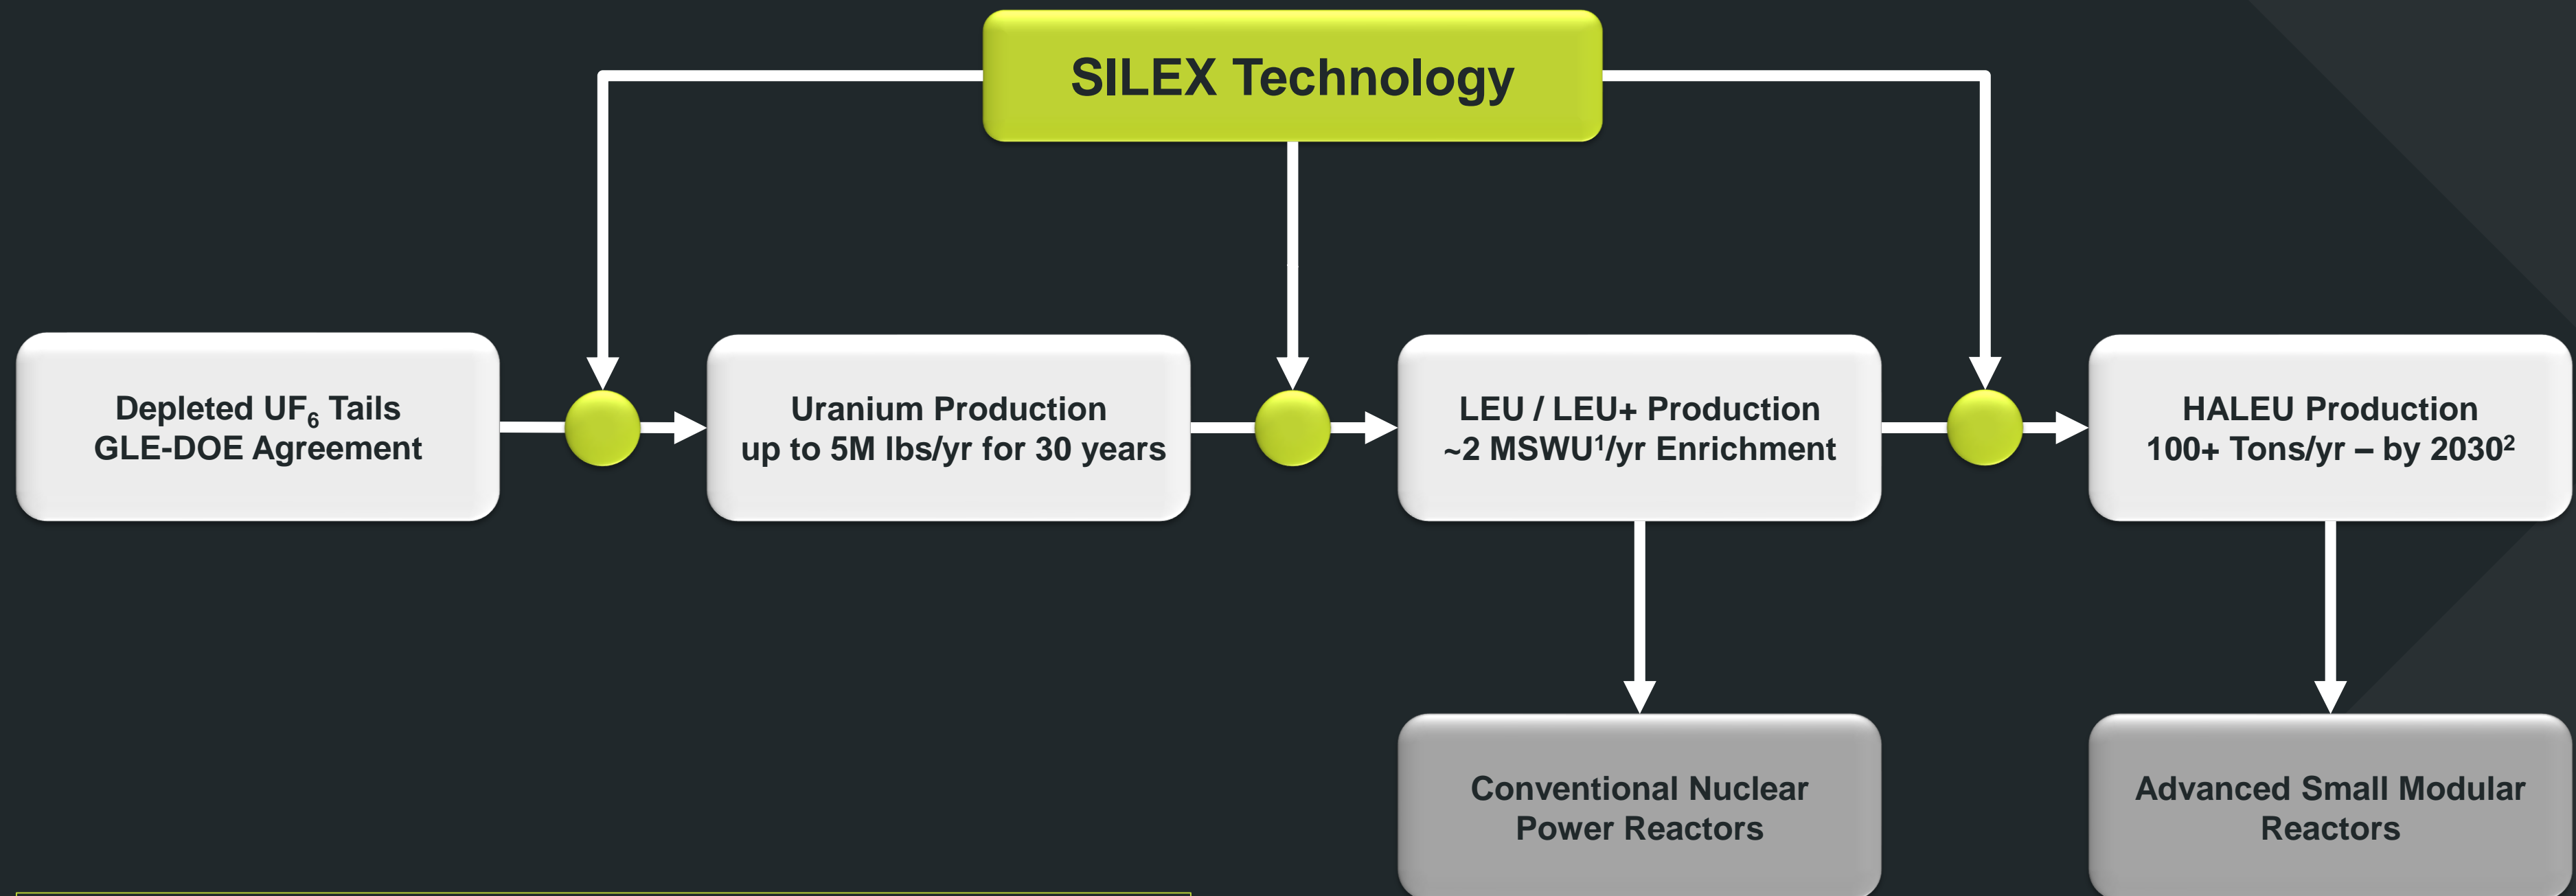 SILEX Technology
Depleted UF₆ Tails
GLE-DOE Agreement
Uranium Production
up to 5M lbs/yr for 30 years
LEU / LEU+ Production
~2 MSWU¹/yr Enrichment
HALEU Production
100+ Tons/yr – by 2030²
Conventional Nuclear
Power Reactors
Advanced Small Modular
Reactors